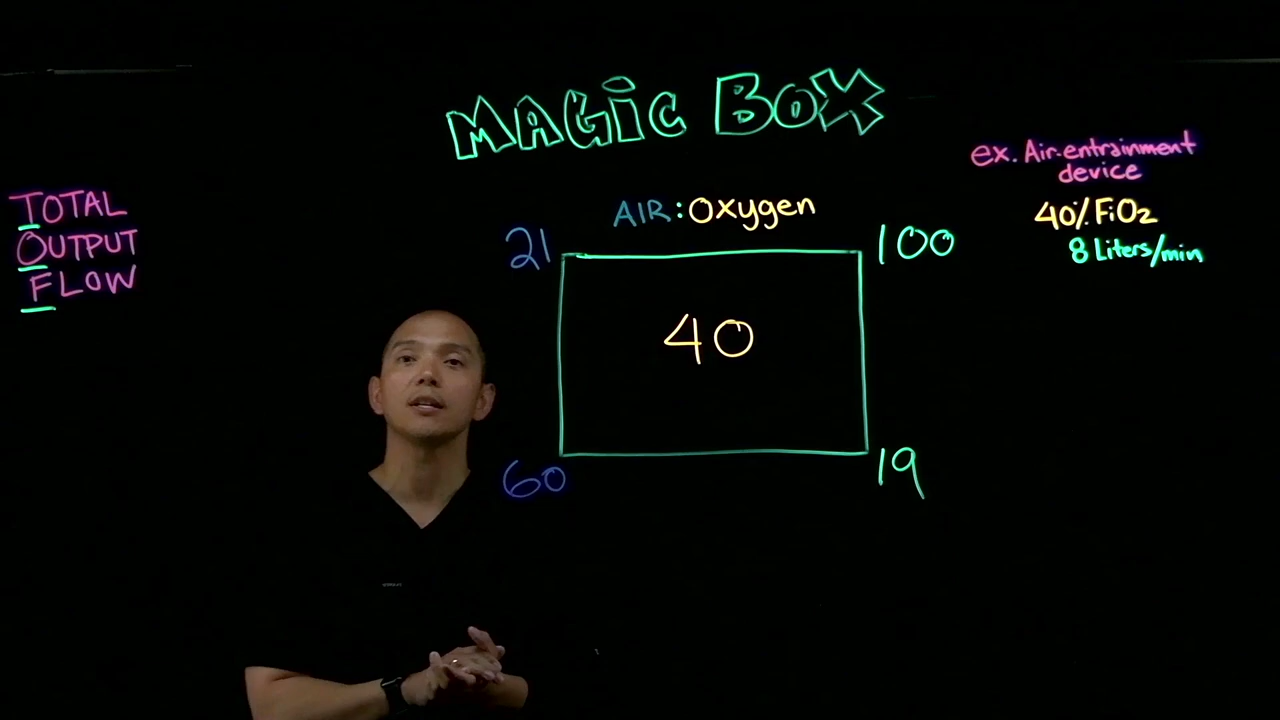 MAGiC BOX
TOTAL
OUTPUT
FLOW
ex. Air-entrainment
device
40% FiO2
8 Liters/min
AIR:Oxygen
21
100
40
60
19